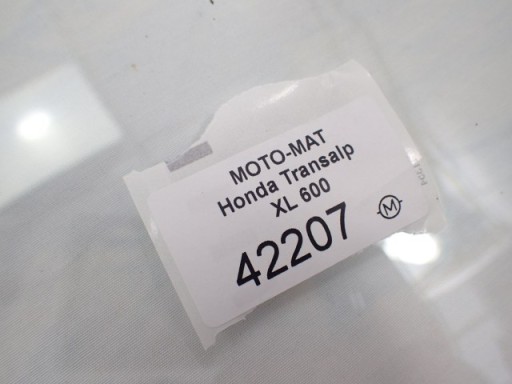 MOTO-MAT
Honda Transalp
XL 600
42207
M